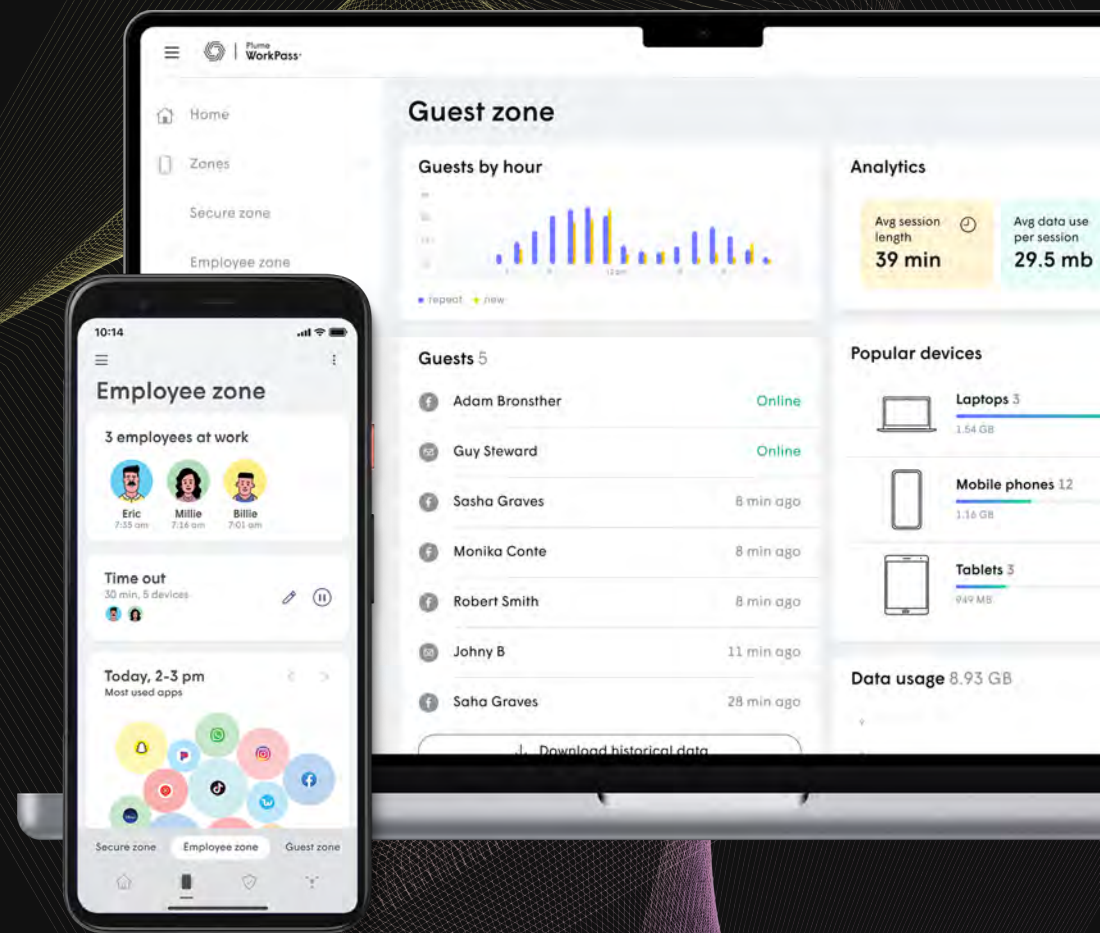 Plume
WorkPass
Home
Zones
Secure zone
Employee zone
Guest zone
Guests by hour
12 pm
repeat new
Analytics
Avg session
length
39 min
Avg data use
per session
29.5 mb
Guests 5
Adam Bronsther Online
Guy Steward Online
Sasha Graves 8 min ago
Monika Conte 8 min ago
Robert Smith 8 min ago
Johny B 11 min ago
Saha Graves 28 min ago
Download historical data
Popular devices
Laptops 3
1.54 GB
Mobile phones 12
1.16 GB
Tablets 3
949 MB
Data usage 8.93 GB
10:14
Employee zone
3 employees at work
Eric Millie Billie
7:35 am 7:16 am 7:01 am
Time out
30 min, 5 devices
Today, 2-3 pm
Most used apps
Secure zone Employee zone Guest zone